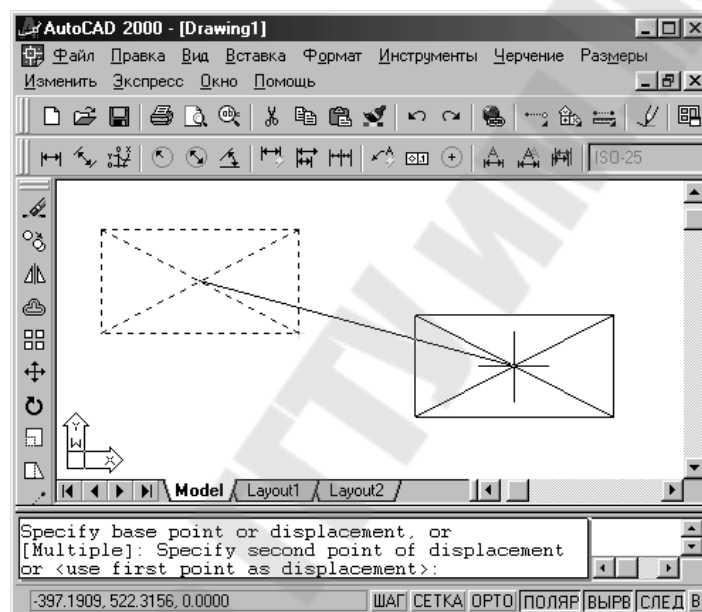 AutoCAD 2000 - [Drawing1]
Файл Правка Вид Вставка Формат Инструменты Черчение Размеры
Изменить Экспресс Окно Помощь
ISO-25
Y
W
X
Model Layout1 Layout2
Specify base point or displacement, or
[Multiple]: Specify second point of displacement
or <use first point as displacement>:
-397.1909, 522.3156, 0.0000 ШАГ СЕТКА ОРТО ПОЛЯР ВЫРВ СЛЕД В